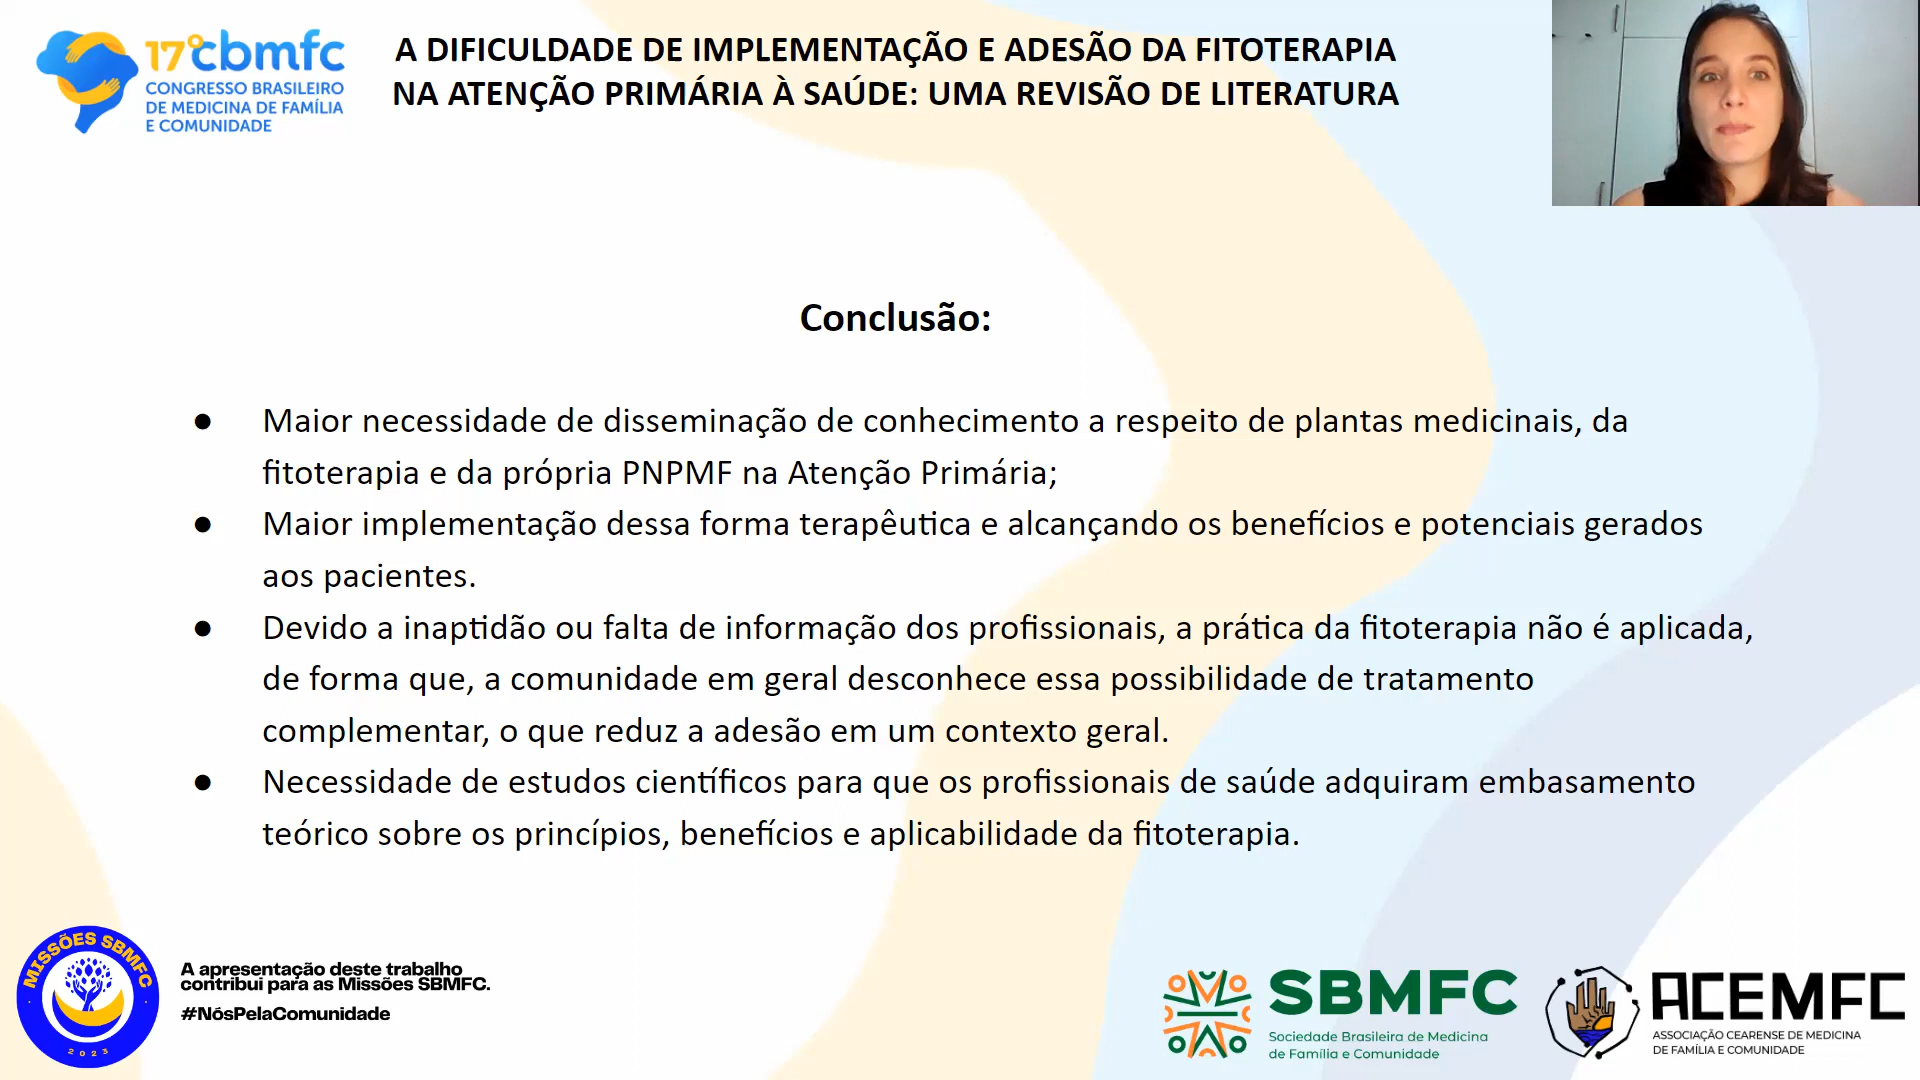 17º cbmfc
CONGRESSO BRASILEIRO
DE MEDICINA DE FAMÍLIA
E COMUNIDADE
A DIFICULDADE DE IMPLEMENTAÇÃO E ADESÃO DA FITOTERAPIA
NA ATENÇÃO PRIMÁRIA À SAÚDE: UMA REVISÃO DE LITERATURA
Conclusão:
● Maior necessidade de disseminação de conhecimento a respeito de plantas medicinais, da
fitoterapia e da própria PNPMF na Atenção Primária;
● Maior implementação dessa forma terapêutica e alcançando os benefícios e potenciais gerados
aos pacientes.
● Devido a inaptidão ou falta de informação dos profissionais, a prática da fitoterapia não é aplicada,
de forma que, a comunidade em geral desconhece essa possibilidade de tratamento
complementar, o que reduz a adesão em um contexto geral.
● Necessidade de estudos científicos para que os profissionais de saúde adquiram embasamento
teórico sobre os princípios, benefícios e aplicabilidade da fitoterapia.
MISSÕES SBMFC
2023
A apresentação deste trabalho
contribui para as Missões SBMFC.
#NósPelaComunidade
SBMFC
Sociedade Brasileira de Medicina
de Família e Comunidade
ACEMFC
ASSOCIAÇÃO CEARENSE DE MEDICINA
DE FAMÍLIA E COMUNIDADE